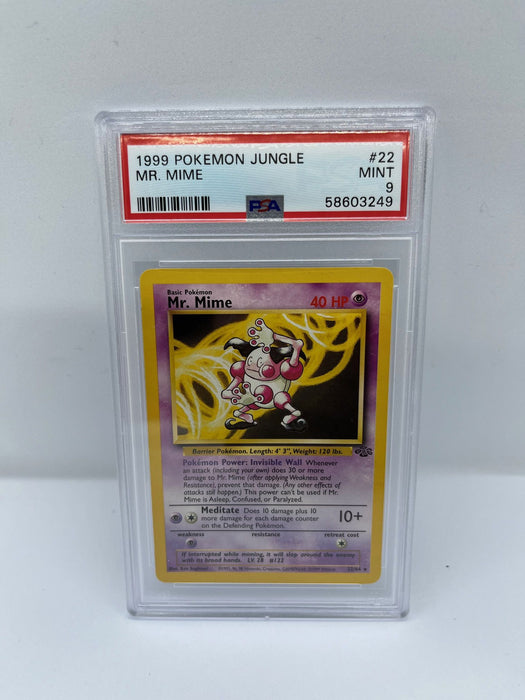 1999 POKEMON JUNGLE #22
MR. MIME MINT
9
PSA 58603249
Basic Pokémon
Mr. Mime 40 HP
Barrier Pokémon. Length: 4' 3", Weight: 120 lbs.
Pokémon Power: Invisible Wall Whenever
an attack (including your own) does 30 or more
damage to Mr. Mime (after applying Weakness and
Resistance), prevent that damage. (Any other effects of
attacks still happen.) This power can't be used if Mr.
Mime is Asleep, Confused, or Paralyzed.
Meditate Does 10 damage plus 10
more damage for each damage counter
on the Defending Pokémon.
10+
weakness resistance retreat cost
If interrupted while miming, it will slap around the enemy
with its broad hands. LV. 28 #122
Illus. Ken Sugimori
22/64